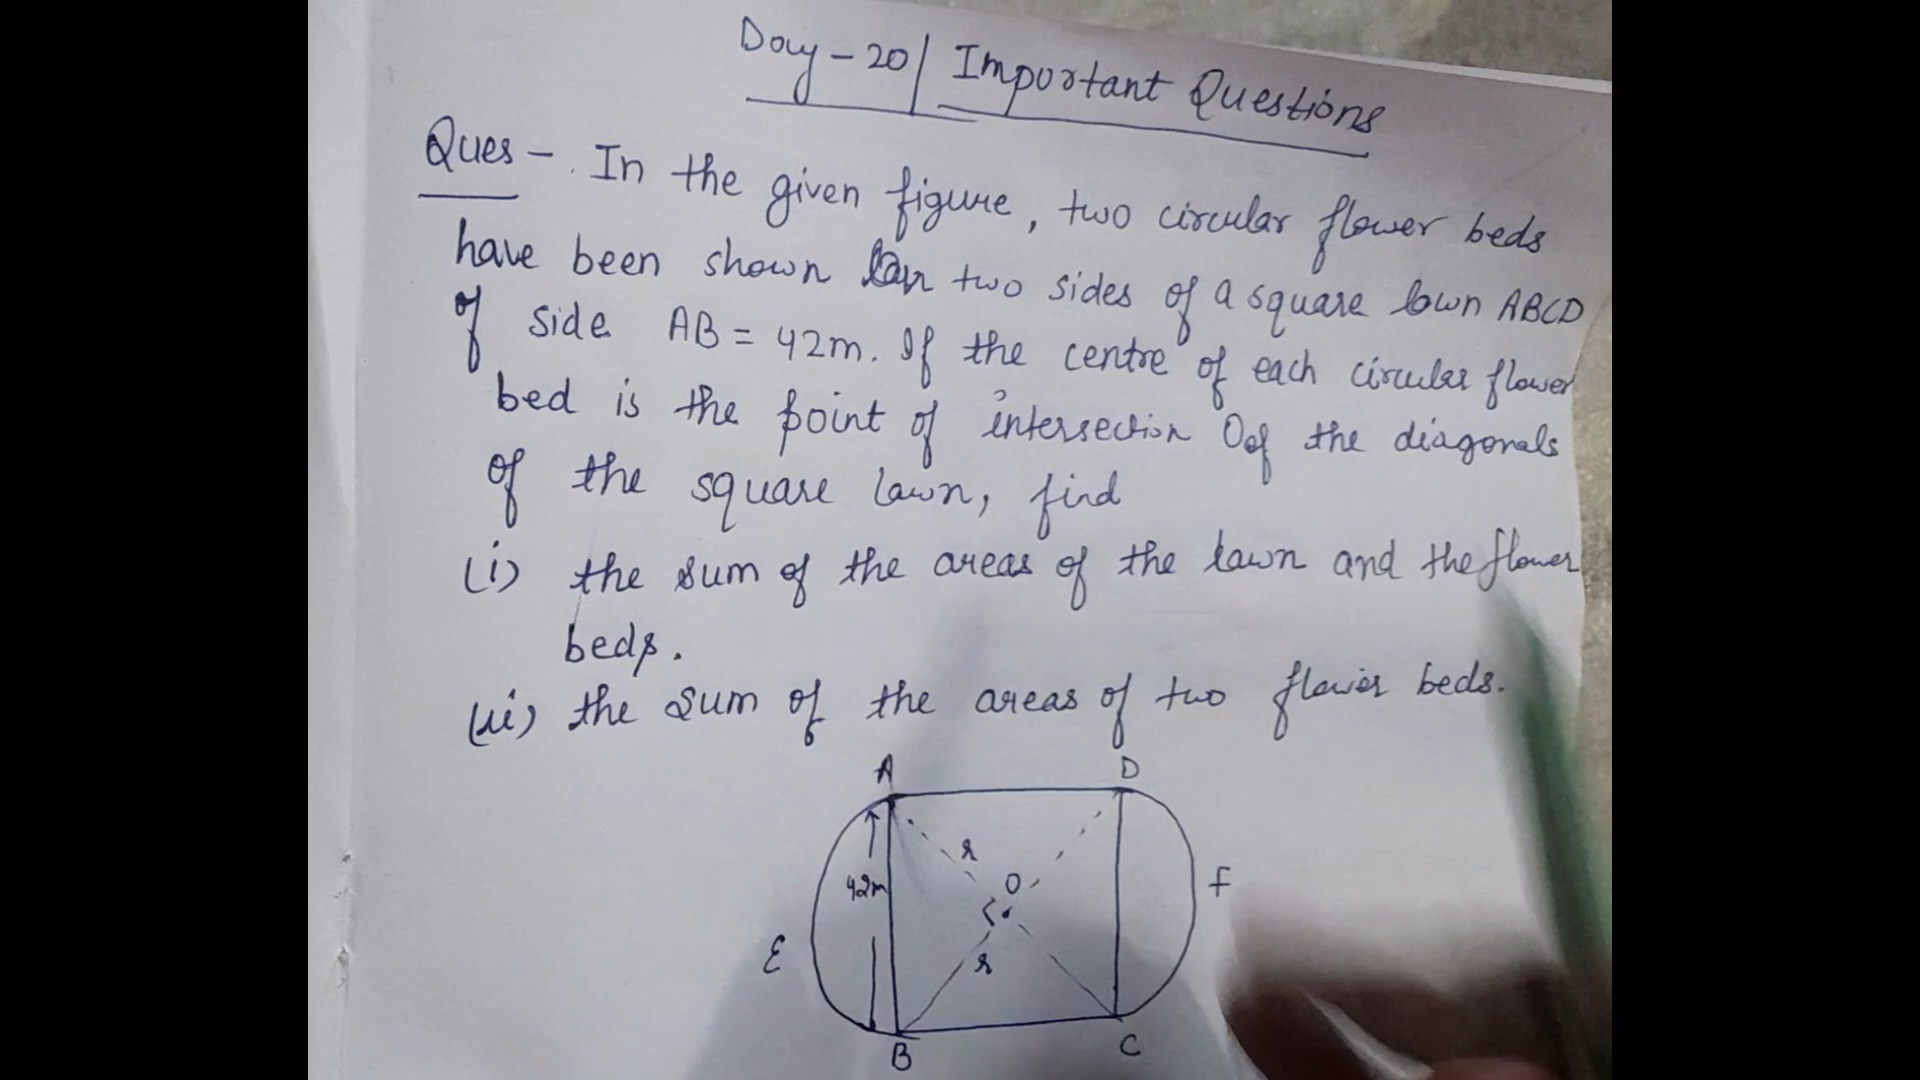 Day-20/ Important Questions
Ques - In the given figure, two circular flower beds
have been shown on two sides of a square lawn ABCD
of side AB = 42m. If the centre of each circular flower
bed is the point of intersection O of the diagonals
of the square lawn, find
(i) the sum of the areas of the lawn and the flower
beds.
(ii) the sum of the areas of two flower beds.
A D
r
42m O F
E r
B C